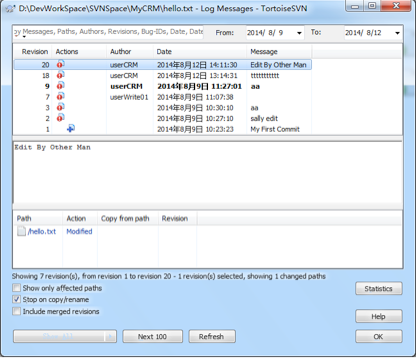 D:\DevWorkSpace\SVNSpace\MyCRM\hello.txt - Log Messages - TortoiseSVN
Messages, Paths, Authors, Revisions, Bug-IDs, Date, Date From: 2014/ 8/ 9 To: 2014/ 8/12
Revision Actions Author Date Message
20 userCRM 2014年8月12日 14:11:30 Edit By Other Man
18 userCRM 2014年8月12日 13:14:31
9 userCRM 2014年8月9日 11:27:01 aa
7 userWrite01 2014年8月9日 11:07:38
3 2014年8月9日 10:30:10 aa
2 2014年8月9日 10:27:10 sally edit
1 2014年8月9日 10:23:23 My First Commit
Edit By Other Man
Path Action Copy from path Revision
/hello.txt Modified
Showing 7 revision(s), from revision 1 to revision 20 - 1 revision(s) selected, showing 1 changed paths
Show only affected paths
Statistics
Stop on copy/rename
Include merged revisions
Help
Next 100 Refresh OK